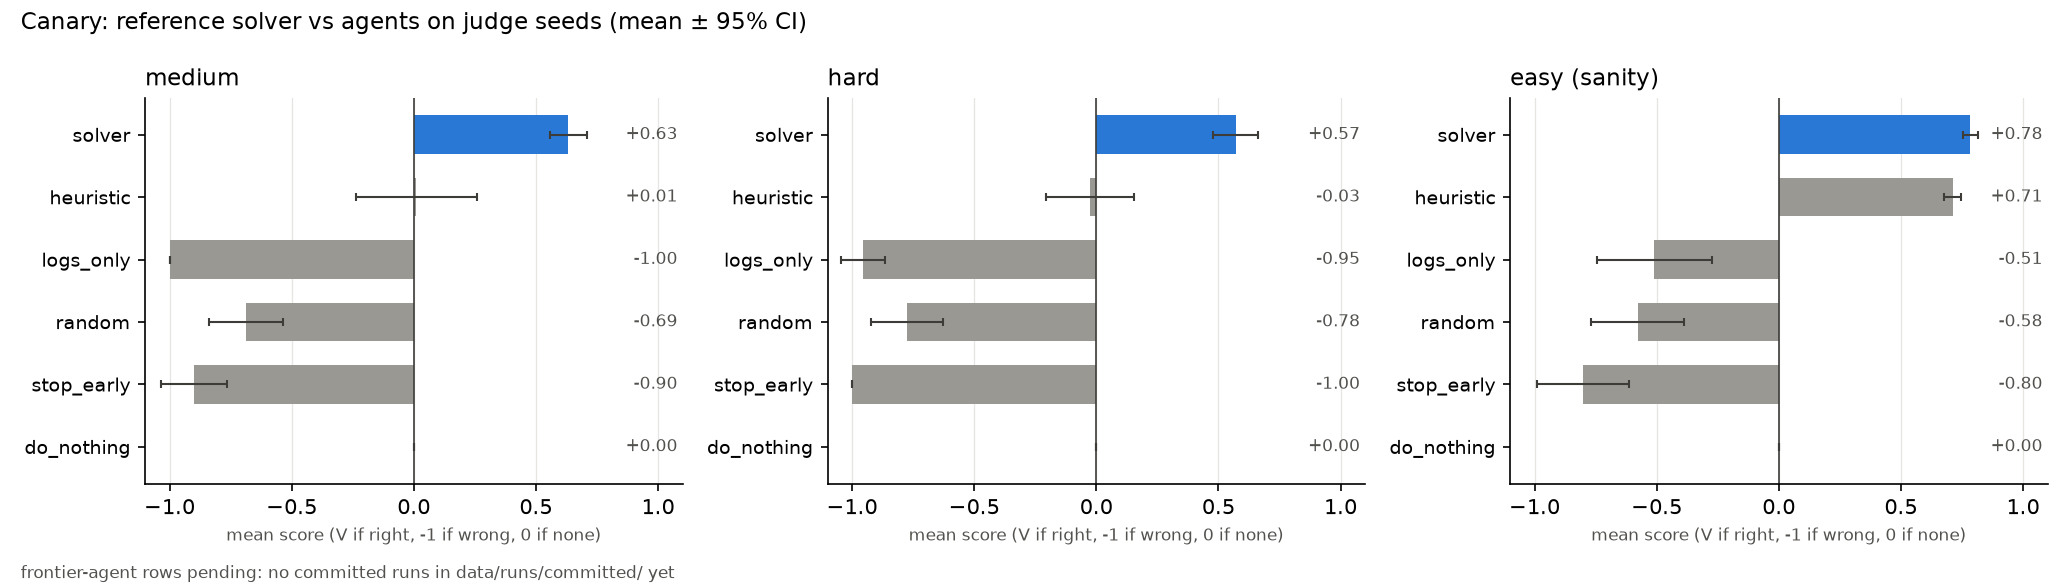 Canary: reference solver vs agents on judge seeds (mean ± 95% CI)
medium
solver
+0.63
heuristic
+0.01
logs_only
-1.00
random
-0.69
stop_early
-0.90
do_nothing
+0.00
−1.0 −0.5 0.0 0.5 1.0
mean score (V if right, -1 if wrong, 0 if none)
hard
solver
+0.57
heuristic
-0.03
logs_only
-0.95
random
-0.78
stop_early
-1.00
do_nothing
+0.00
−1.0 −0.5 0.0 0.5 1.0
mean score (V if right, -1 if wrong, 0 if none)
easy (sanity)
solver
+0.78
heuristic
+0.71
logs_only
-0.51
random
-0.58
stop_early
-0.80
do_nothing
+0.00
−1.0 −0.5 0.0 0.5 1.0
mean score (V if right, -1 if wrong, 0 if none)
frontier-agent rows pending: no committed runs in data/runs/committed/ yet